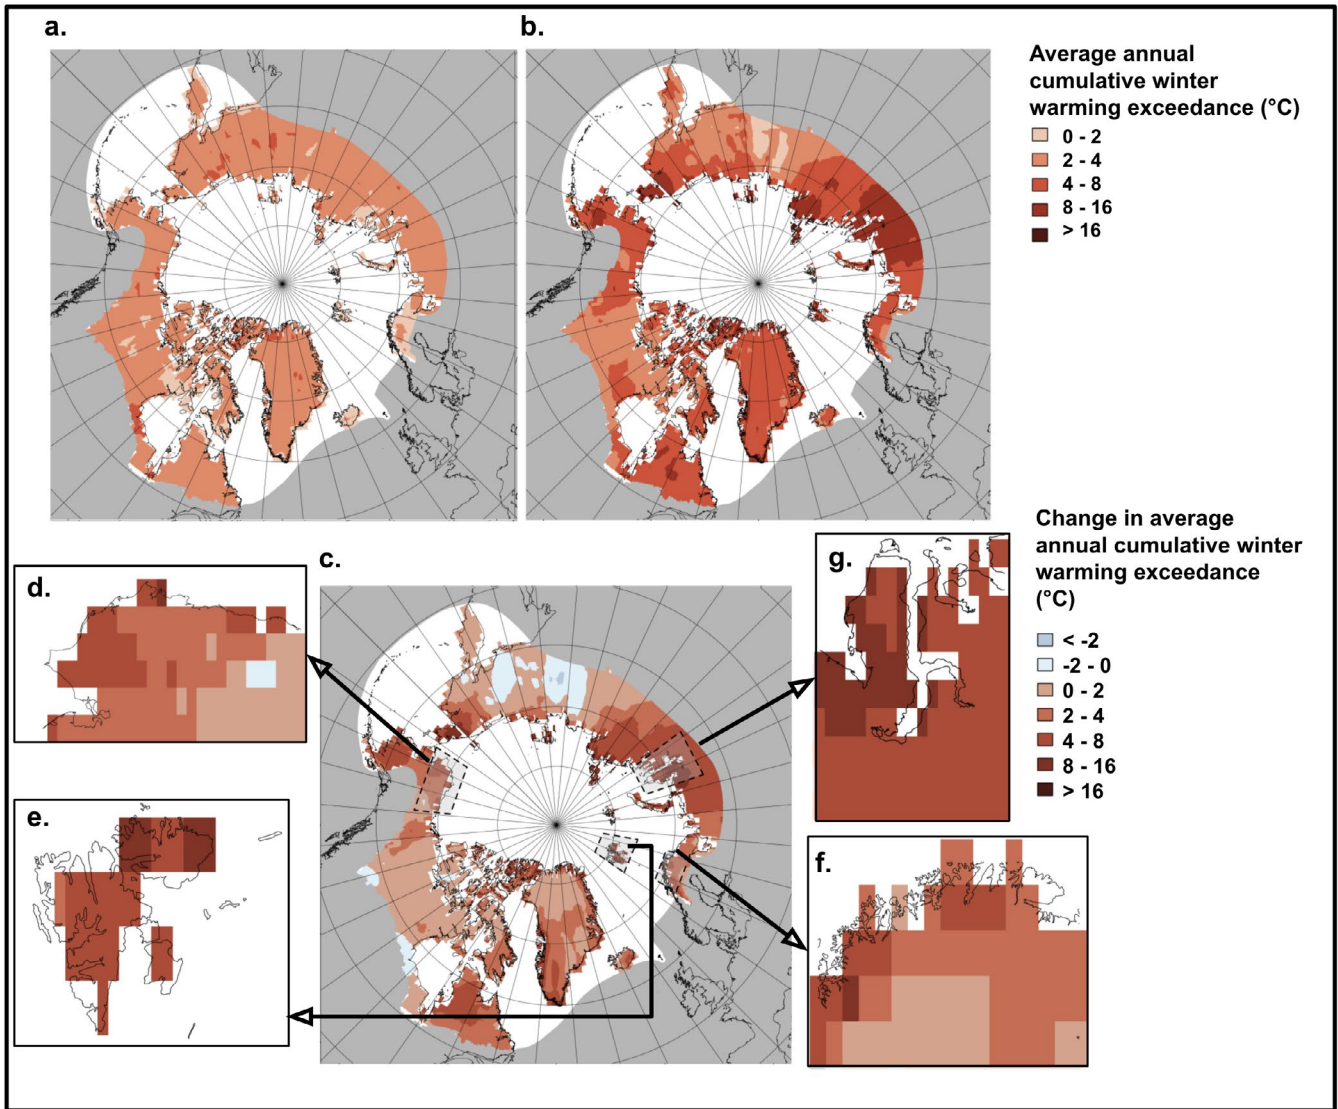 a.
b.
Average annual
cumulative winter
warming exceedance (°C)
0 - 2
2 - 4
4 - 8
8 - 16
> 16
c.
d.
e.
f.
g.
Change in average
annual cumulative winter
warming exceedance
(°C)
< -2
-2 - 0
0 - 2
2 - 4
4 - 8
8 - 16
> 16